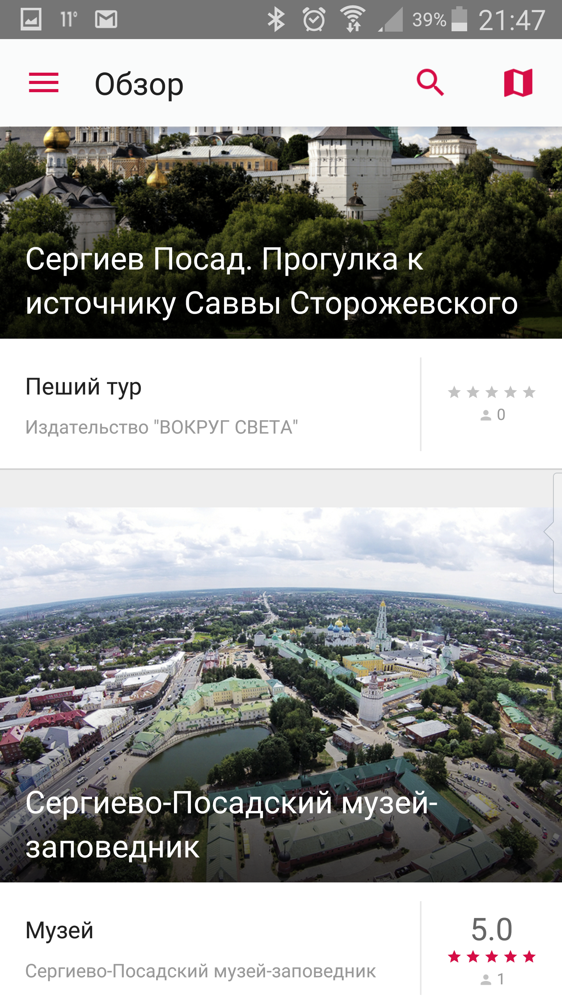 11° 39% 21:47
Обзор
Сергиев Посад. Прогулка к
источнику Саввы Сторожевского
Пеший тур
Издательство "ВОКРУГ СВЕТА"
0
Сергиево-Посадский музей-
заповедник
Музей
Сергиево-Посадский музей-заповедник
5.0
1